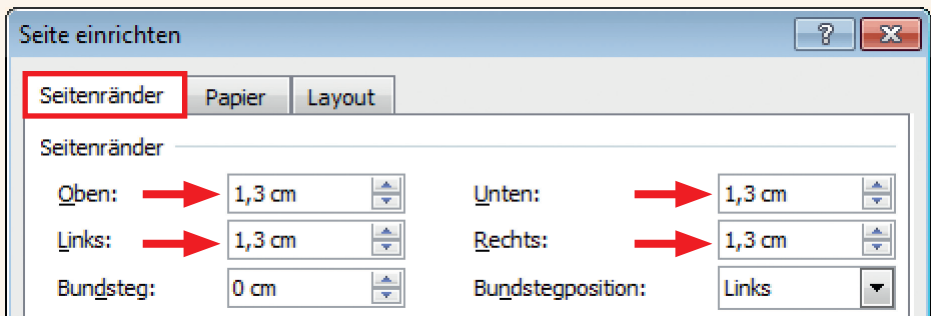 Seite einrichten ?
Seitenränder Papier Layout
Seitenränder
Oben: 1,3 cm Unten: 1,3 cm
Links: 1,3 cm Rechts: 1,3 cm
Bundsteg: 0 cm Bundstegposition: Links